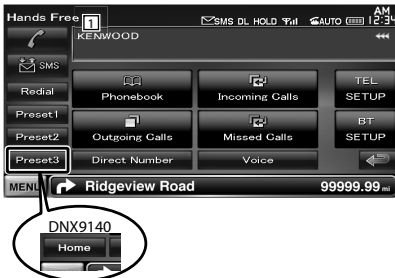 Hands Free
1
SMS DL HOLD
AUTO
AM
12:34
KENWOOD
SMS
Redial
Preset1
Preset2
Preset3
Phonebook
Incoming Calls
TEL
SETUP
Outgoing Calls
Missed Calls
BT
SETUP
Direct Number
Voice
MENU
Ridgeview Road
99999.99 mi
DNX9140
Home